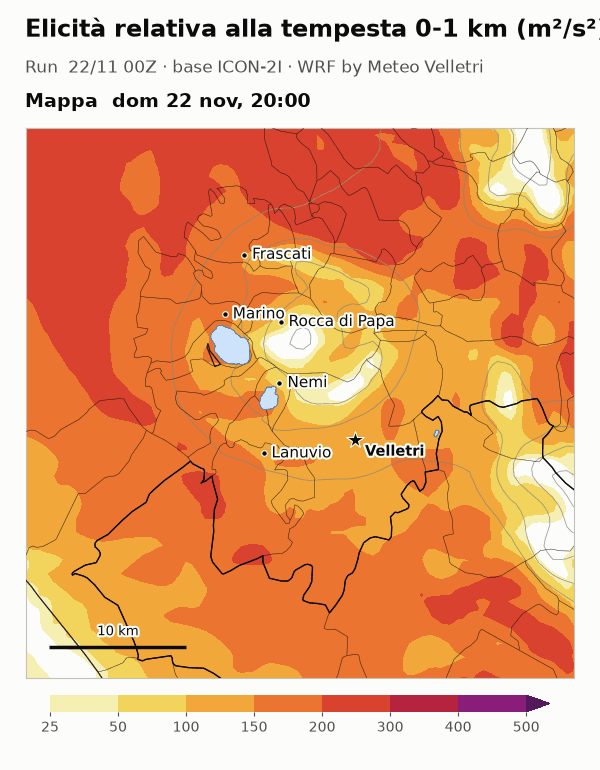 Elicità relativa alla tempesta 0-1 km (m²/s²)
Run 22/11 00Z · base ICON-2I · WRF by Meteo Velletri
Mappa dom 22 nov, 20:00
Frascati
Marino
Rocca di Papa
Nemi
Velletri
Lanuvio
10 km
25 50 100 150 200 300 400 500